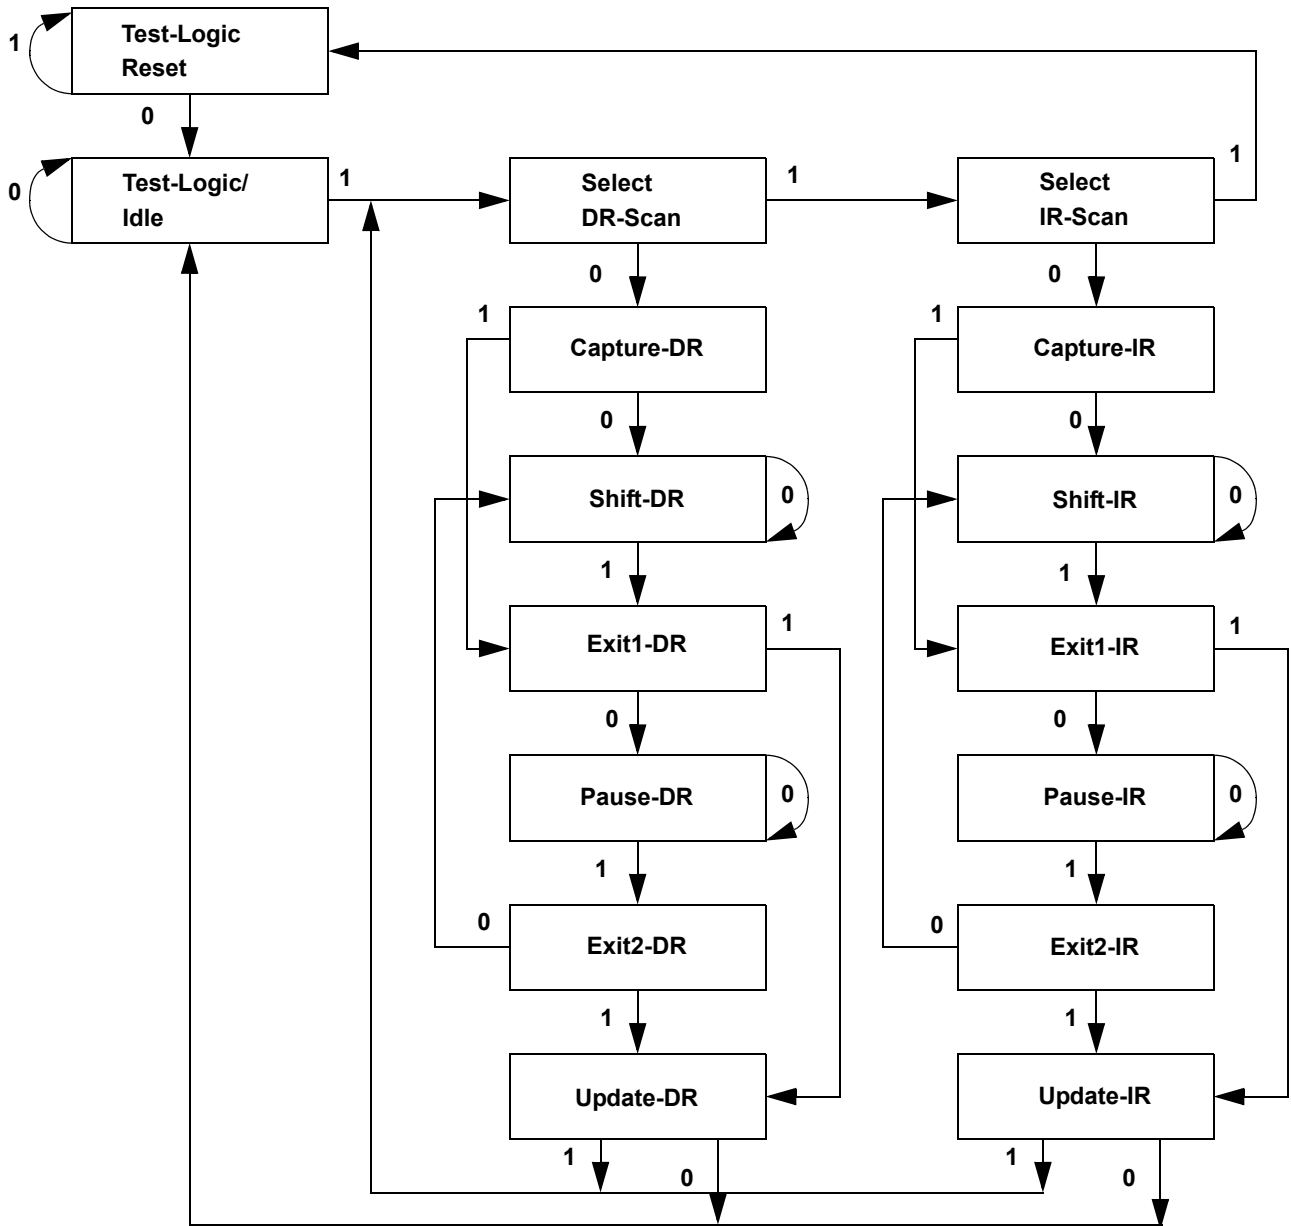 Test-Logic
Reset
1
0
Test-Logic/
Idle
0
1
Select
DR-Scan
1
Select
IR-Scan
1
0
0
1
Capture-DR
1
Capture-IR
0
0
Shift-DR
0
Shift-IR
0
1
1
Exit1-DR
1
Exit1-IR
1
0
0
Pause-DR
0
Pause-IR
0
1
1
0
Exit2-DR
0
Exit2-IR
1
1
Update-DR
Update-IR
1
0
1
0